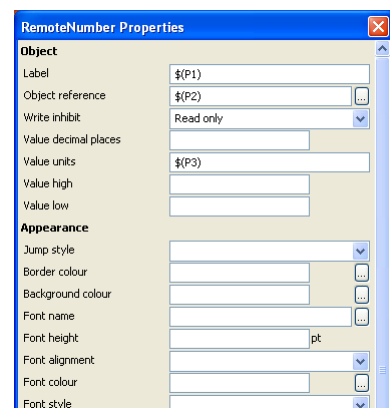 RemoteNumber Properties
Object
Label $(P1)
Object reference $(P2) ...
Write inhibit Read only
Value decimal places
Value units $(P3)
Value high
Value low
Appearance
Jump style
Border colour ...
Background colour ...
Font name ...
Font height pt
Font alignment
Font colour ...
Font style